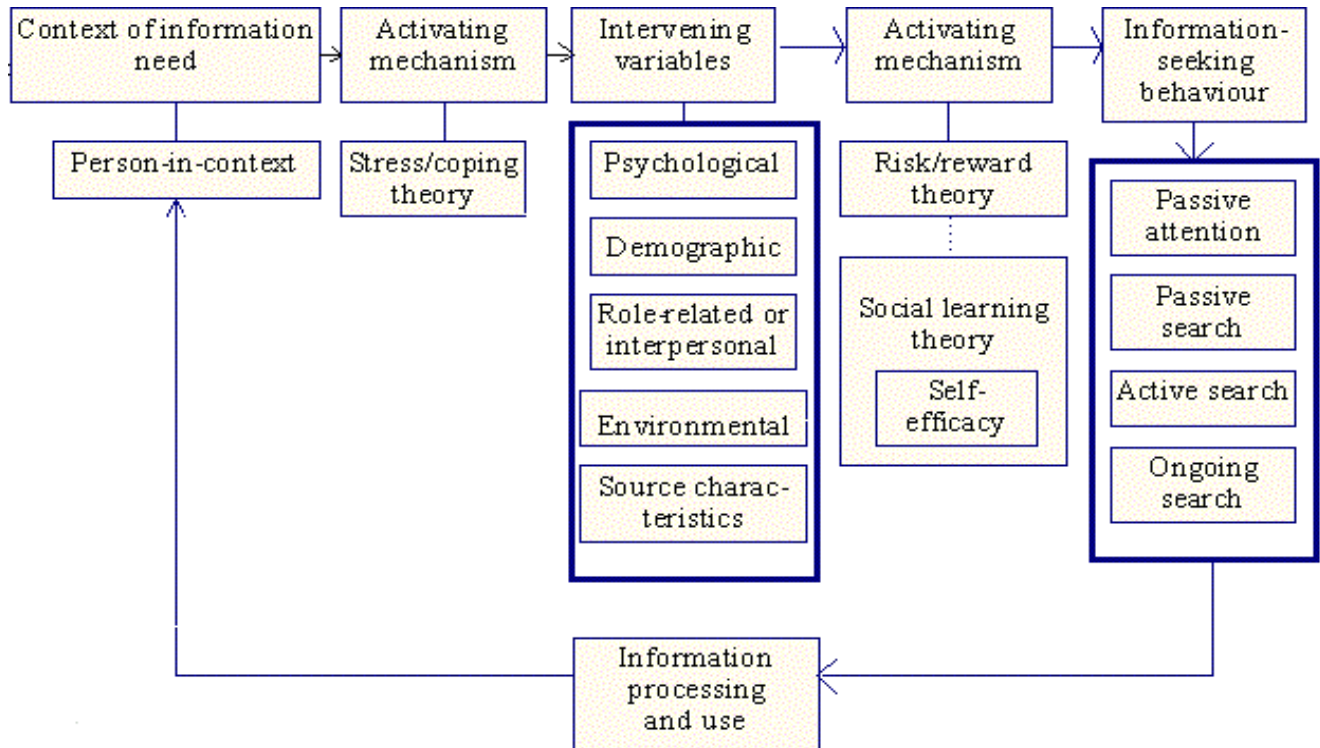 Context of information
need
Activating
mechanism
Intervening
variables
Activating
mechanism
Information-
seeking
behaviour
Person-in-context
Stress/coping
theory
Psychological
Demographic
Role-related or
interpersonal
Environmental
Source charac-
teristics
Risk/reward
theory
Social learning
theory
Self-
efficacy
Passive
attention
Passive
search
Active search
Ongoing
search
Information
processing
and use